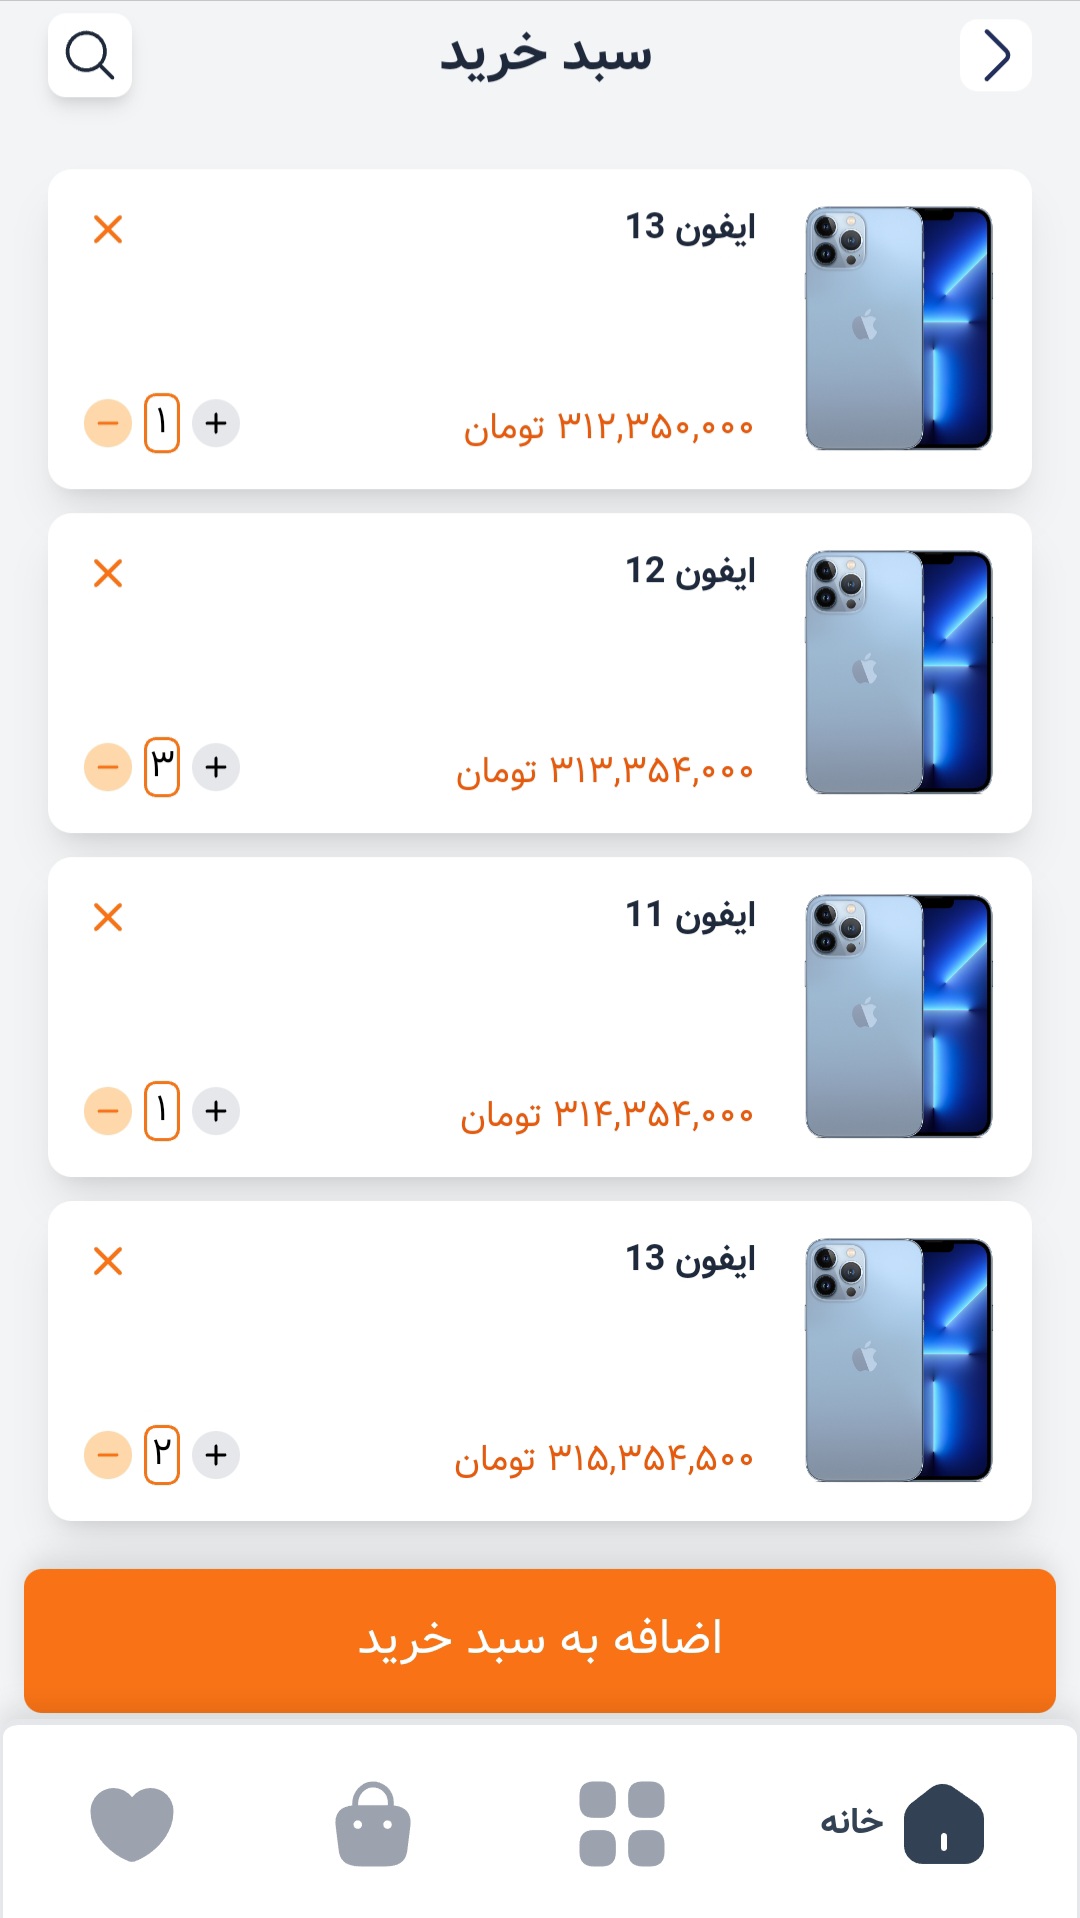 سبد خرید
ایفون 13
۳۱۲,۳۵۰,۰۰۰ تومان
۱
ایفون 12
۳۱۳,۳۵۴,۰۰۰ تومان
۳
ایفون 11
۳۱۴,۳۵۴,۰۰۰ تومان
۱
ایفون 13
۳۱۵,۳۵۴,۵۰۰ تومان
۲
اضافه به سبد خرید
خانه